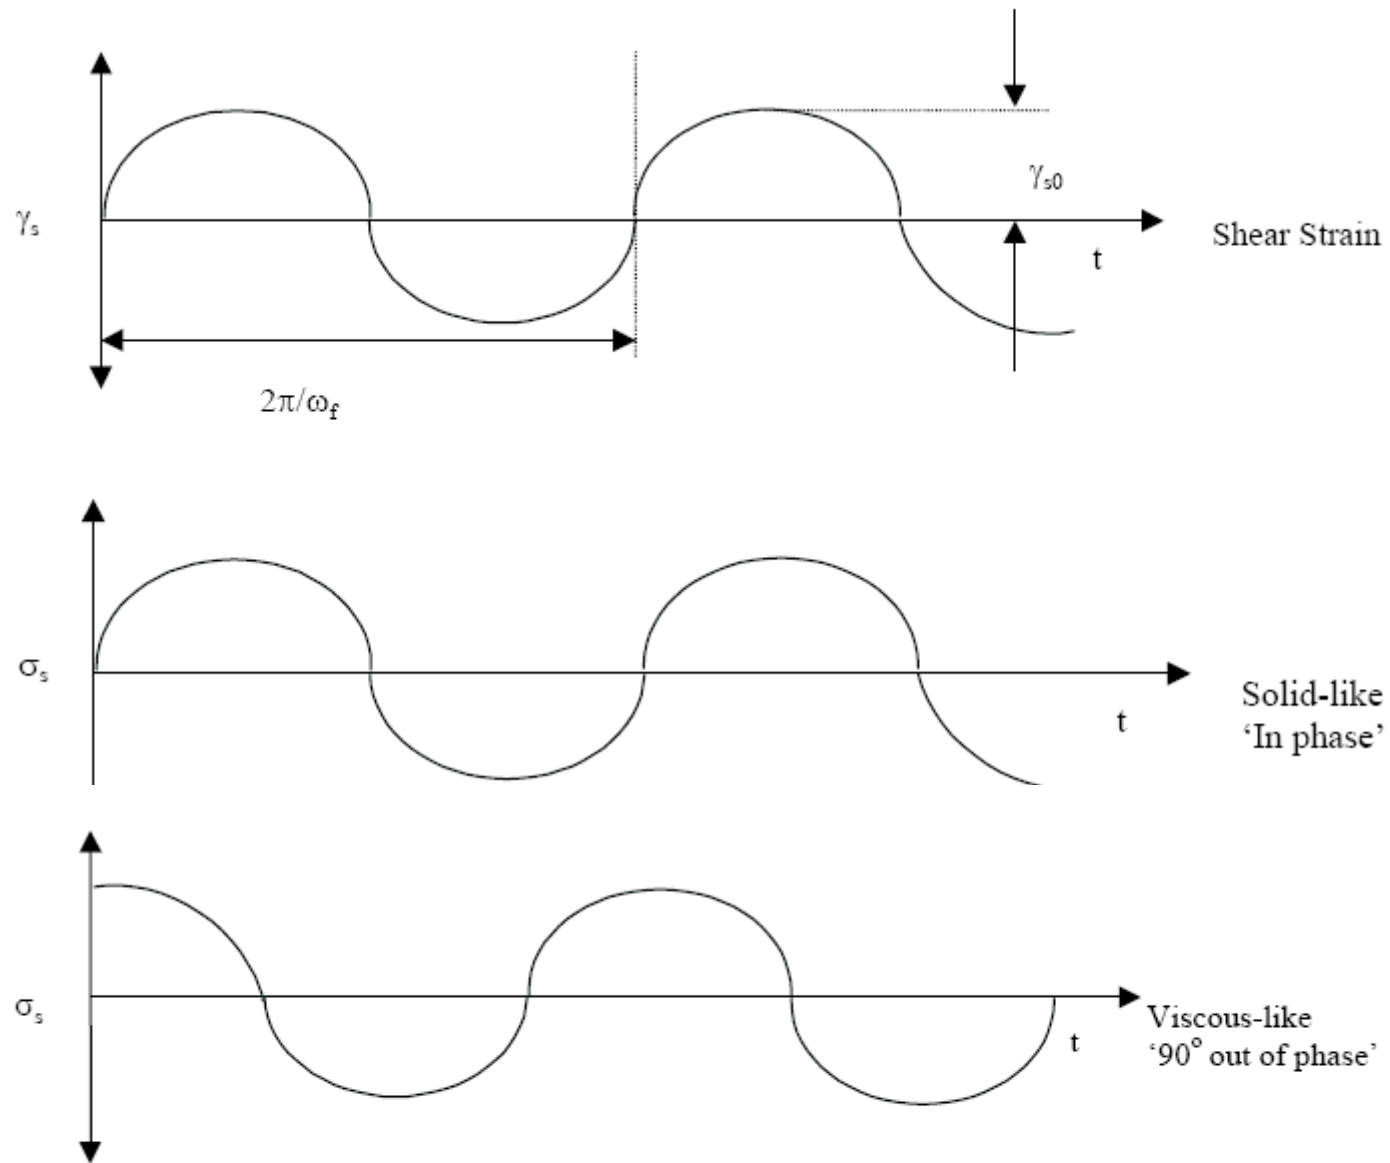 γs0
γs
t
Shear Strain
2π/ωf
σs
t
Solid-like
‘In phase’
σs
t
Viscous-like
‘90° out of phase’